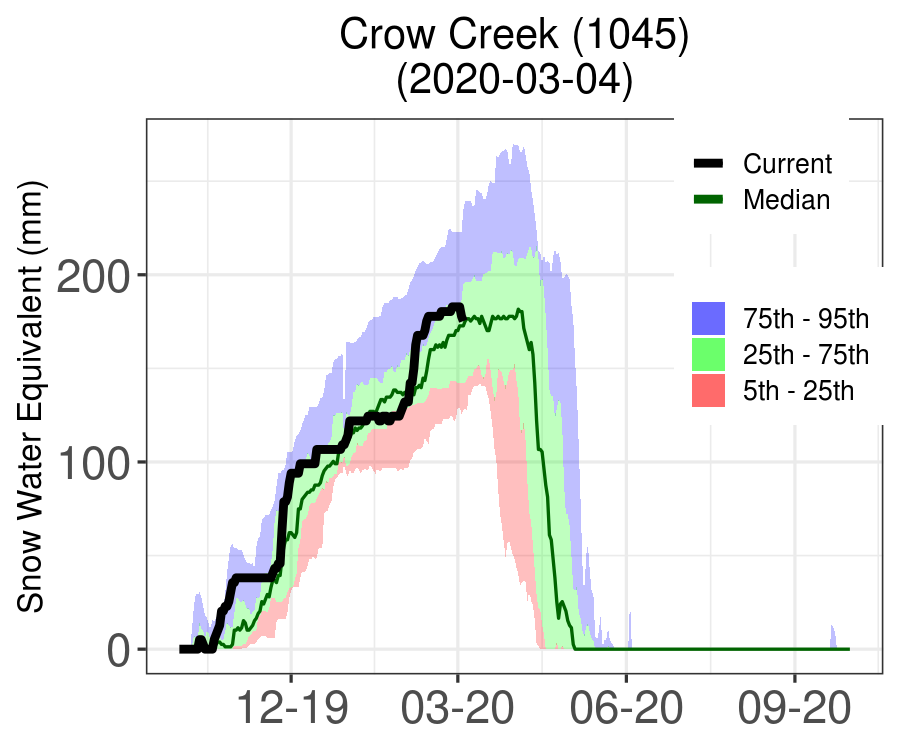 Crow Creek (1045)
(2020-03-04)
Snow Water Equivalent (mm)
200
100
0
12-19
03-20
06-20
09-20
Current
Median
75th - 95th
25th - 75th
5th - 25th